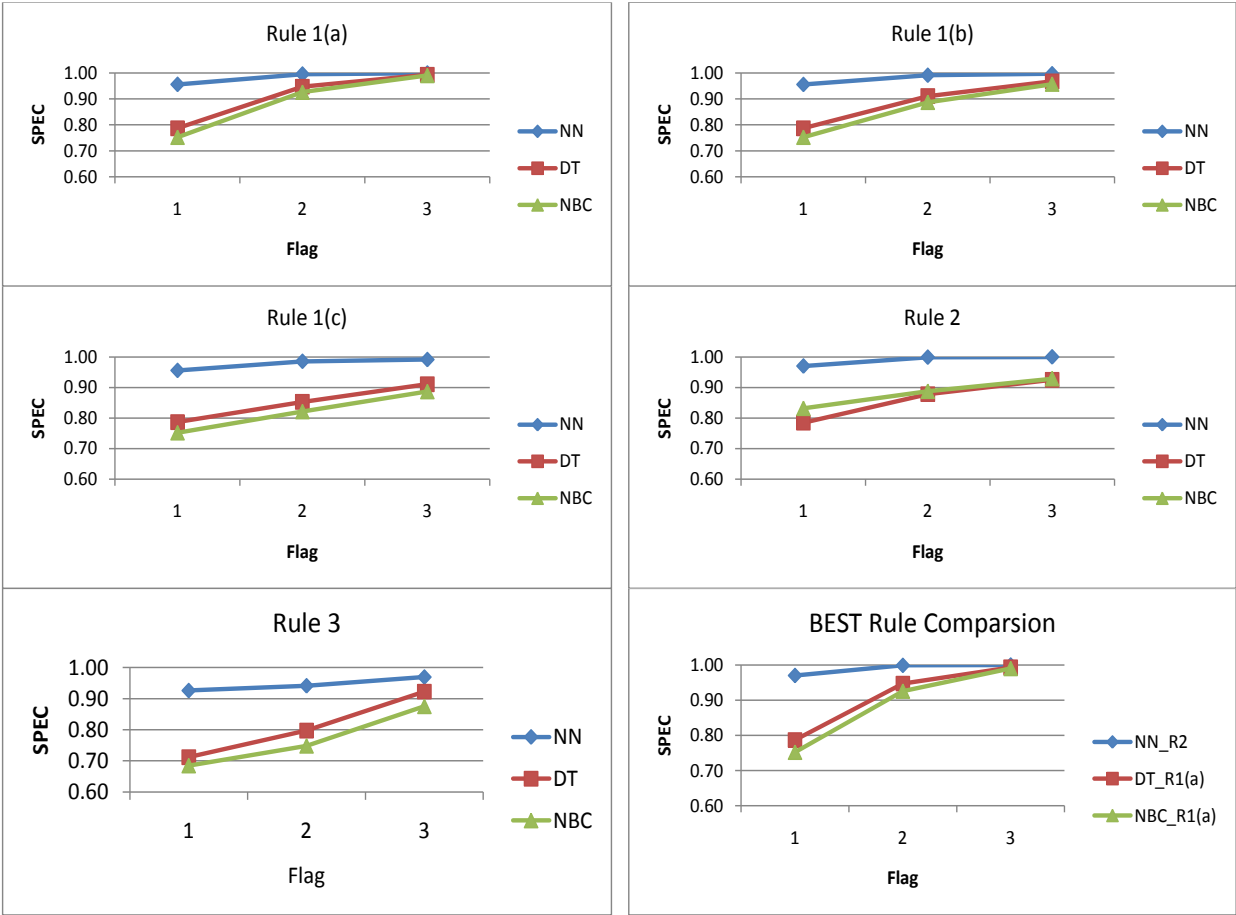 Rule 1(a)
1.00
0.90
0.80
0.70
0.60
SPEC
1 2 3
Flag
NN
DT
NBC
Rule 1(b)
1.00
0.90
0.80
0.70
0.60
SPEC
1 2 3
Flag
NN
DT
NBC
Rule 1(c)
1.00
0.90
0.80
0.70
0.60
SPEC
1 2 3
Flag
NN
DT
NBC
Rule 2
1.00
0.90
0.80
0.70
0.60
SPEC
1 2 3
Flag
NN
DT
NBC
Rule 3
1.00
0.90
0.80
0.70
0.60
SPEC
1 2 3
Flag
NN
DT
NBC
BEST Rule Comparsion
1.00
0.90
0.80
0.70
0.60
SPEC
1 2 3
Flag
NN_R2
DT_R1(a)
NBC_R1(a)